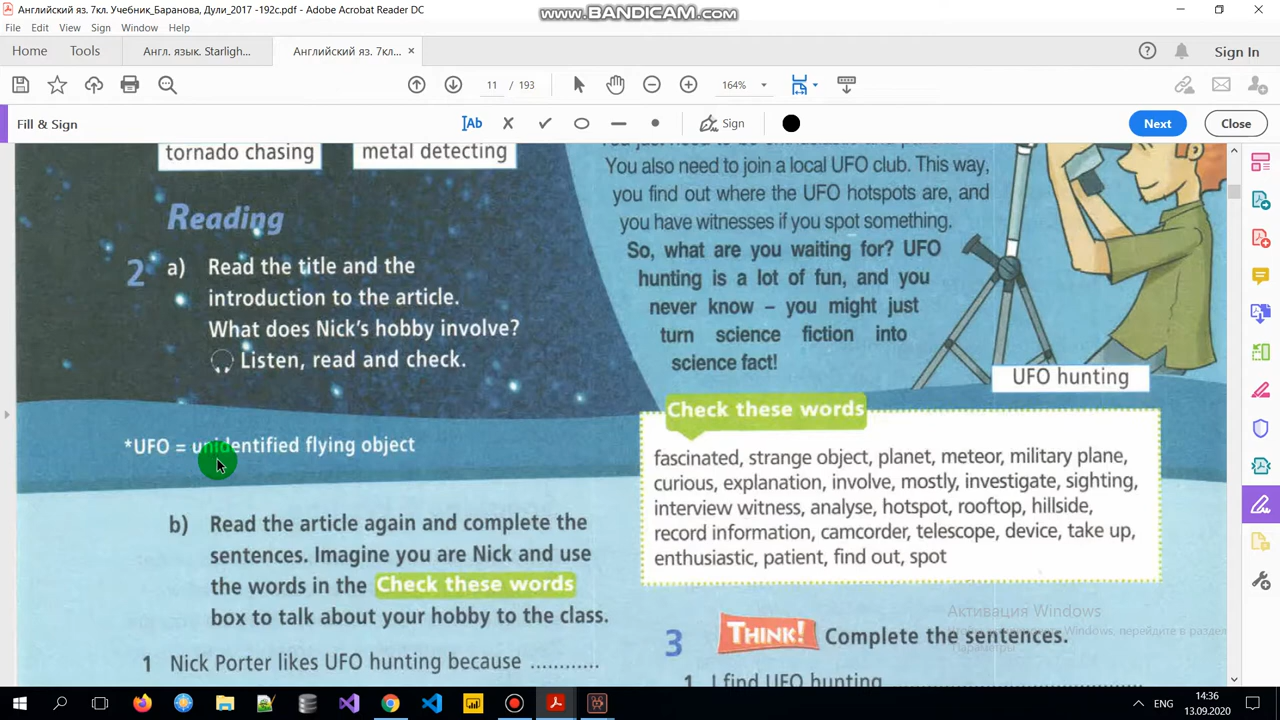 Английский яз. 7кл. Учебник_Баранова, Дули_2017 -192с.pdf - Adobe Acrobat Reader DC
www.BANDICAM.com
File Edit View Sign Window Help
Home Tools Англ. язык. Starligh... Английский яз. 7кл... × Sign In
11 / 193 164%
Fill & Sign Ab Sign Next Close
tornado chasing
metal detecting
Reading
2 a) Read the title and the
introduction to the article.
What does Nick's hobby involve?
Listen, read and check.
*UFO = unidentified flying object
b) Read the article again and complete the
sentences. Imagine you are Nick and use
the words in the Check these words
box to talk about your hobby to the class.
1 Nick Porter likes UFO hunting because ............
You also need to join a local UFO club. This way,
you find out where the UFO hotspots are, and
you have witnesses if you spot something.
So, what are you waiting for? UFO
hunting is a lot of fun, and you
never know – you might just
turn science fiction into
science fact!
UFO hunting
Check these words
fascinated, strange object, planet, meteor, military plane,
curious, explanation, involve, mostly, investigate, sighting,
interview witness, analyse, hotspot, rooftop, hillside,
record information, camcorder, telescope, device, take up,
enthusiastic, patient, find out, spot
3 THINK! Complete the sentences.
1 I find UFO hunting
Активация Windows
Windows, перейдите в раздел
Параметры
ENG
14:36
13.09.2020